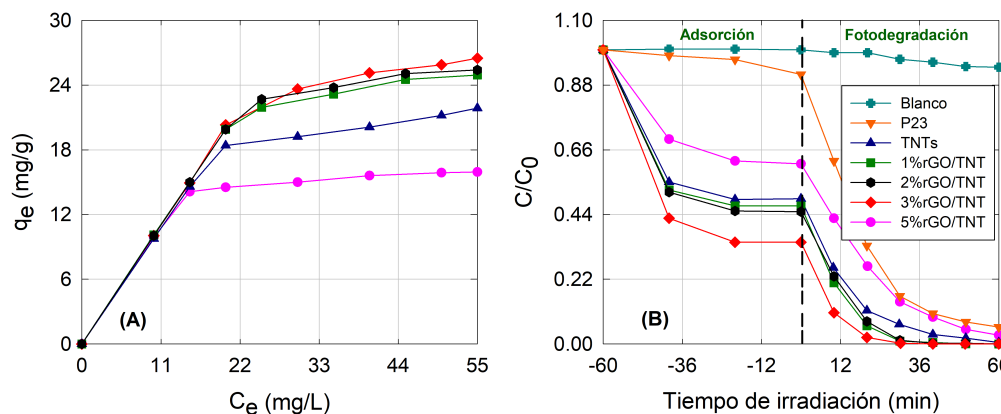 30
24
18
12
6
0
qe (mg/g)
(A)
0
11
22
33
44
55
Ce (mg/L)
1.10
0.88
0.66
0.44
0.22
0.00
C/C0
Adsorción
Fotodegradación
Blanco
P23
TNTs
1%rGO/TNT
2%rGO/TNT
3%rGO/TNT
5%rGO/TNT
(B)
-60
-36
-12
12
36
60
Tiempo de irradiación (min)